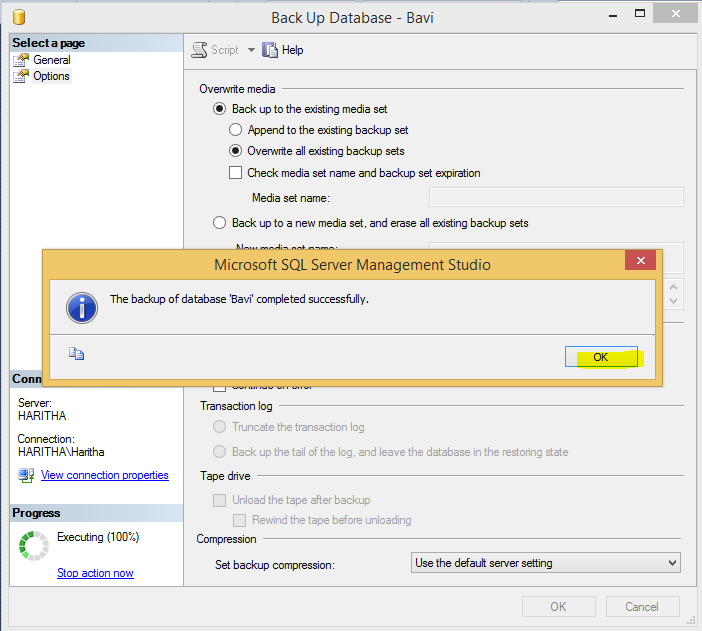 Back Up Database - Bavi
Select a page
General
Options
Script
Help
Overwrite media
Back up to the existing media set
Append to the existing backup set
Overwrite all existing backup sets
Check media set name and backup set expiration
Media set name:
Back up to a new media set, and erase all existing backup sets
New media set name:
Microsoft SQL Server Management Studio
The backup of database 'Bavi' completed successfully.
OK
Continue on error
Conn
Server:
HARITHA
Connection:
HARITHA\Haritha
View connection properties
Progress
Executing (100%)
Stop action now
Transaction log
Truncate the transaction log
Back up the tail of the log, and leave the database in the restoring state
Tape drive
Unload the tape after backup
Rewind the tape before unloading
Compression
Set backup compression:
Use the default server setting
OK
Cancel